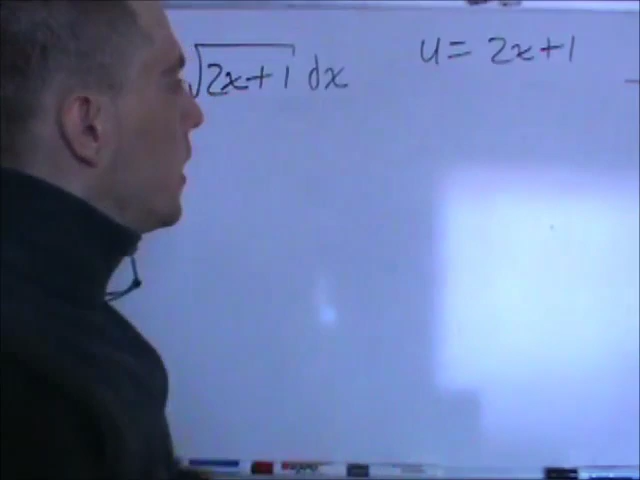 √2x+1 dx
u = 2x+1